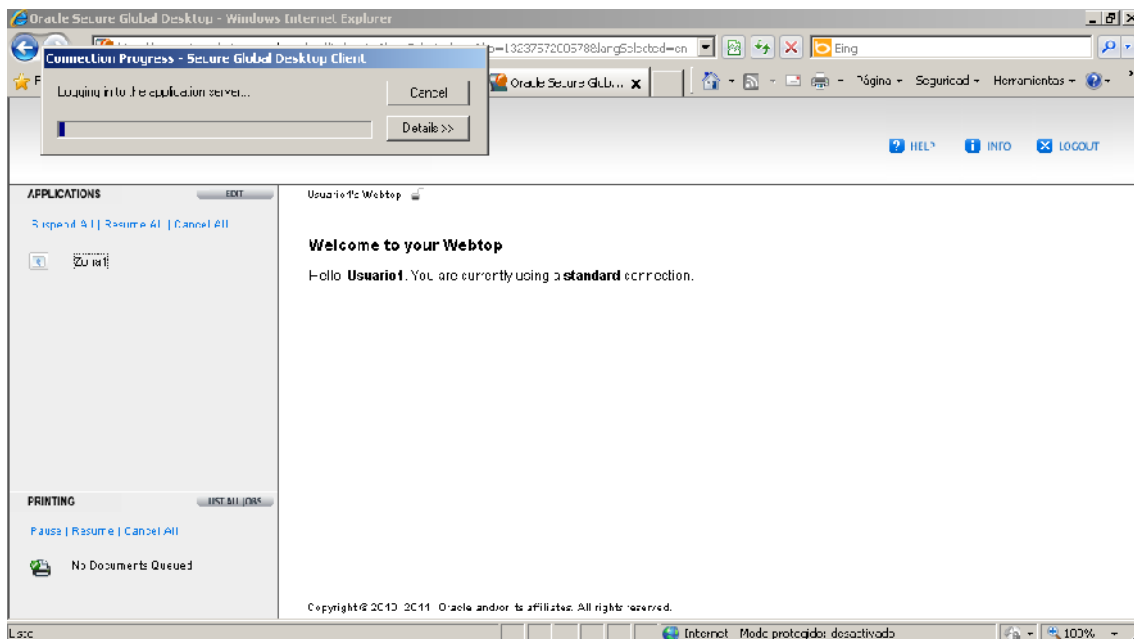 Oracle Secure Global Desktop - Windows Internet Explorer
Connection Progress - Secure Global Desktop Client
Logging in to the application server...
Cancel
Details >>
Bing
Oracle Secure Glob...
Página
Seguridad
Herramientas
HELP
INFO
LOGOUT
APPLICATIONS
EDIT
Usuario1's Webtop
Suspend All | Resume All | Cancel All
Welcome to your Webtop
Hello Usuario1. You are currently using a standard connection.
PRINTING
LIST ALL JOBS
Pause | Resume | Cancel All
No Documents Queued
Copyright © 2010, 2011, Oracle and/or its affiliates. All rights reserved.
Listo
Internet | Modo protegido: desactivado
100%